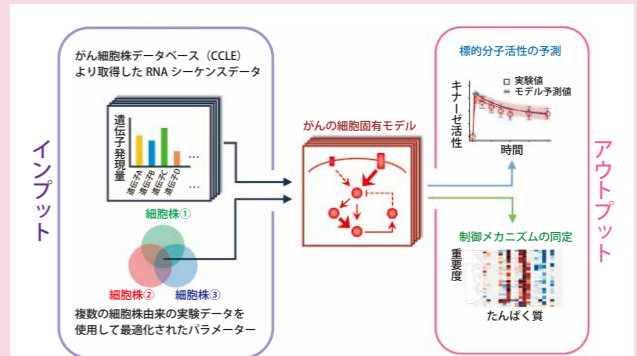 インプット
がん細胞株データベース（CCLE）
より取得した RNA シーケンスデータ
遺伝子発現量
遺伝子A
遺伝子B
遺伝子C
遺伝子D
…
…
細胞株①
細胞株②
細胞株③
複数の細胞株由来の実験データを
使用して最適化されたパラメーター
がんの細胞固有モデル
アウトプット
標的分子活性の予測
キナーゼ活性
実験値
モデル予測値
時間
制御メカニズムの同定
重要度
たんぱく質